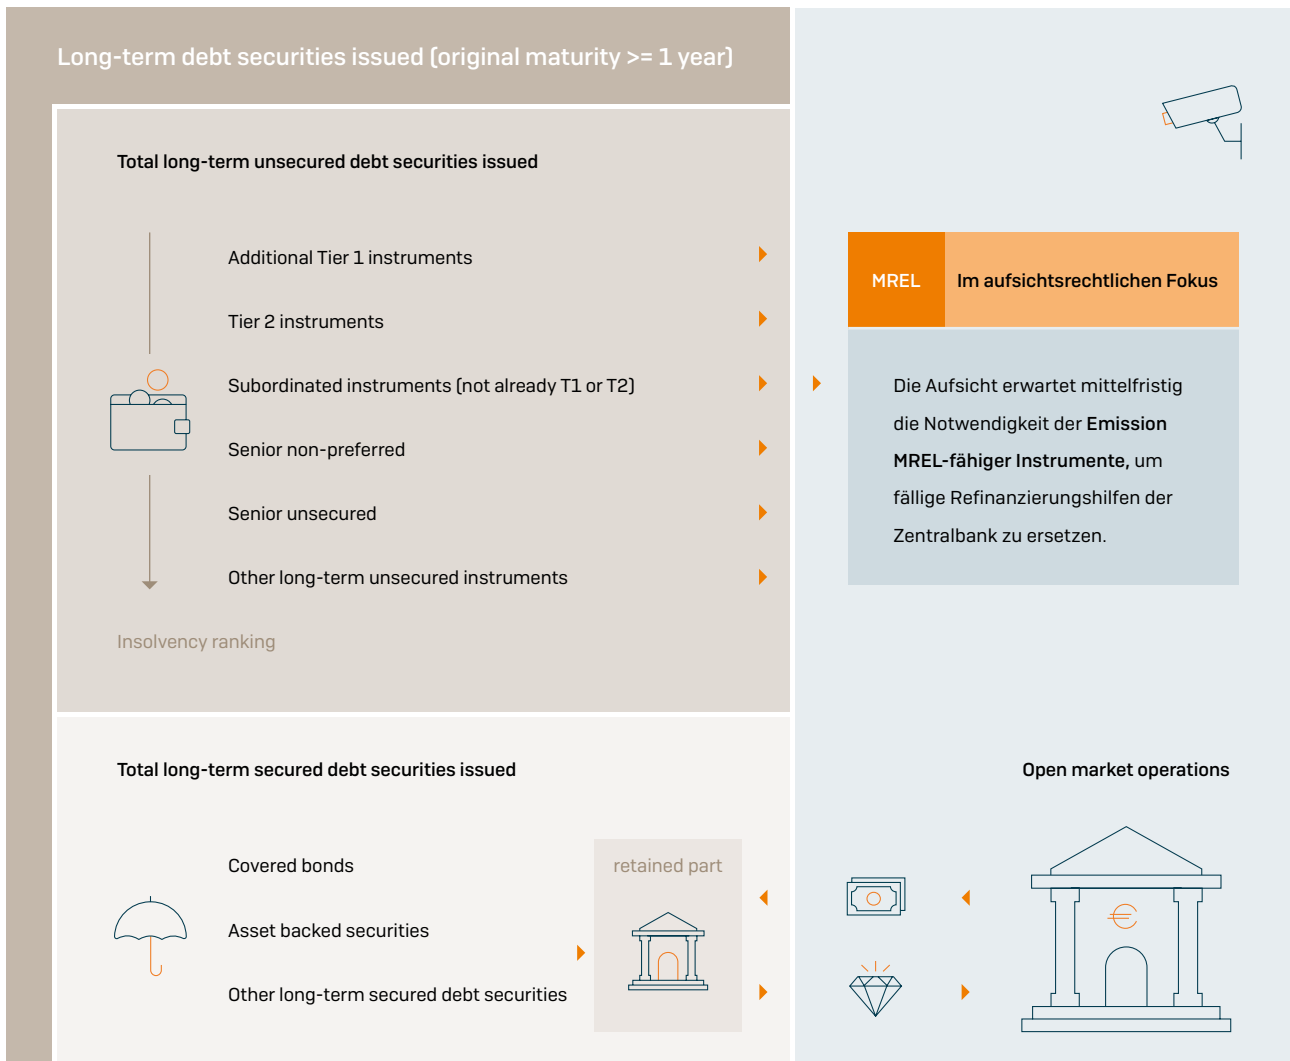 Long-term debt securities issued (original maturity >= 1 year)
Total long-term unsecured debt securities issued
Additional Tier 1 instruments
Tier 2 instruments
Subordinated instruments (not already T1 or T2)
Senior non-preferred
Senior unsecured
Other long-term unsecured instruments
Insolvency ranking
MREL
Im aufsichtsrechtlichen Fokus
Die Aufsicht erwartet mittelfristig
die Notwendigkeit der Emission
MREL-fähiger Instrumente, um
fällige Refinanzierungshilfen der
Zentralbank zu ersetzen.
Total long-term secured debt securities issued
Covered bonds
Asset backed securities
Other long-term secured debt securities
retained part
Open market operations
€